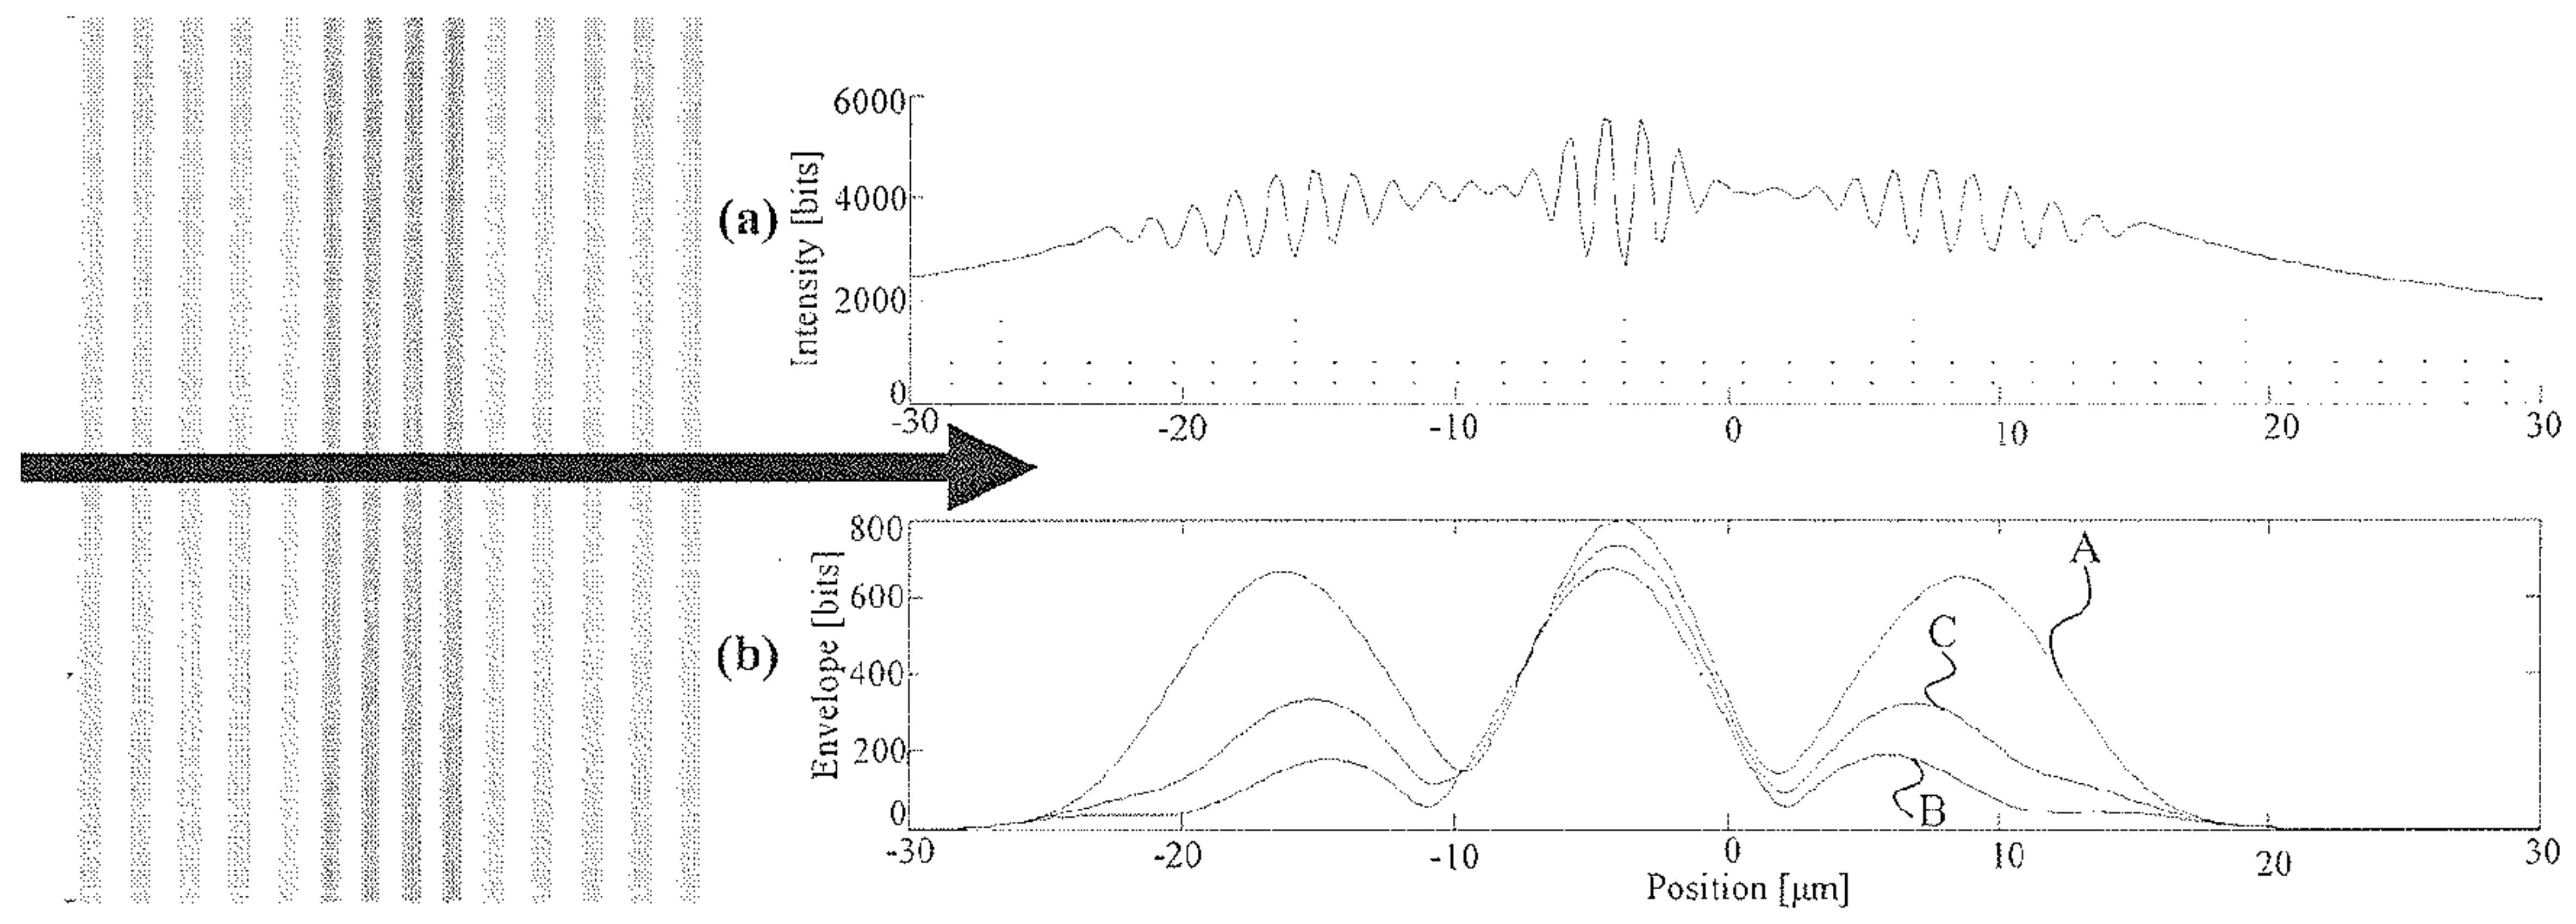 (a)
Intensity [bits]
6000
4000
2000
0
-30 -20 -10 0 10 20 30
(b)
Envelope [bits]
800
600
400
200
0
A
C
B
-30 -20 -10 0 10 20 30
Position [μm]